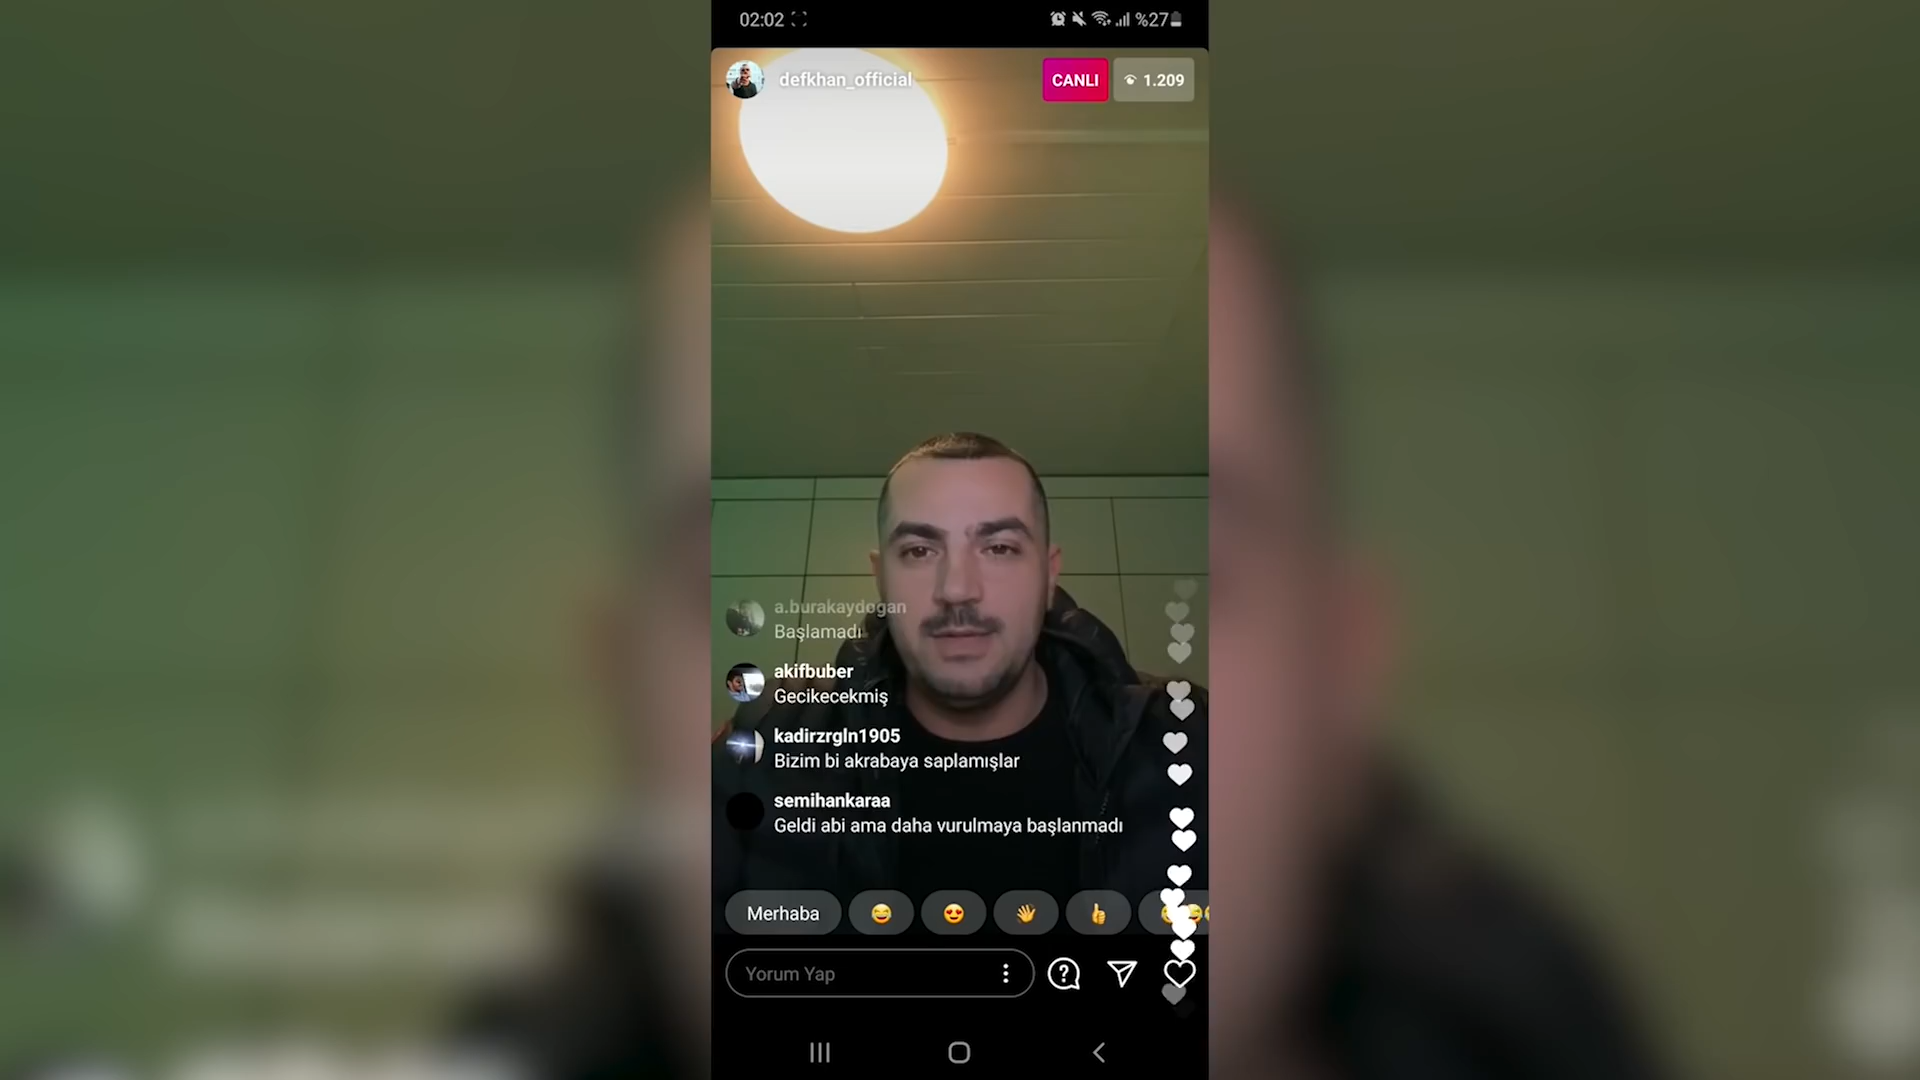 02:02
%27
defkhan_official
CANLI
1.209
a.burakaydogan
Başlamadı
akifbuber
Gecikecekmiş
kadirzrgln1905
Bizim bi akrabaya saplamışlar
semihankaraa
Geldi abi ama daha vurulmaya başlanmadı
Merhaba
Yorum Yap